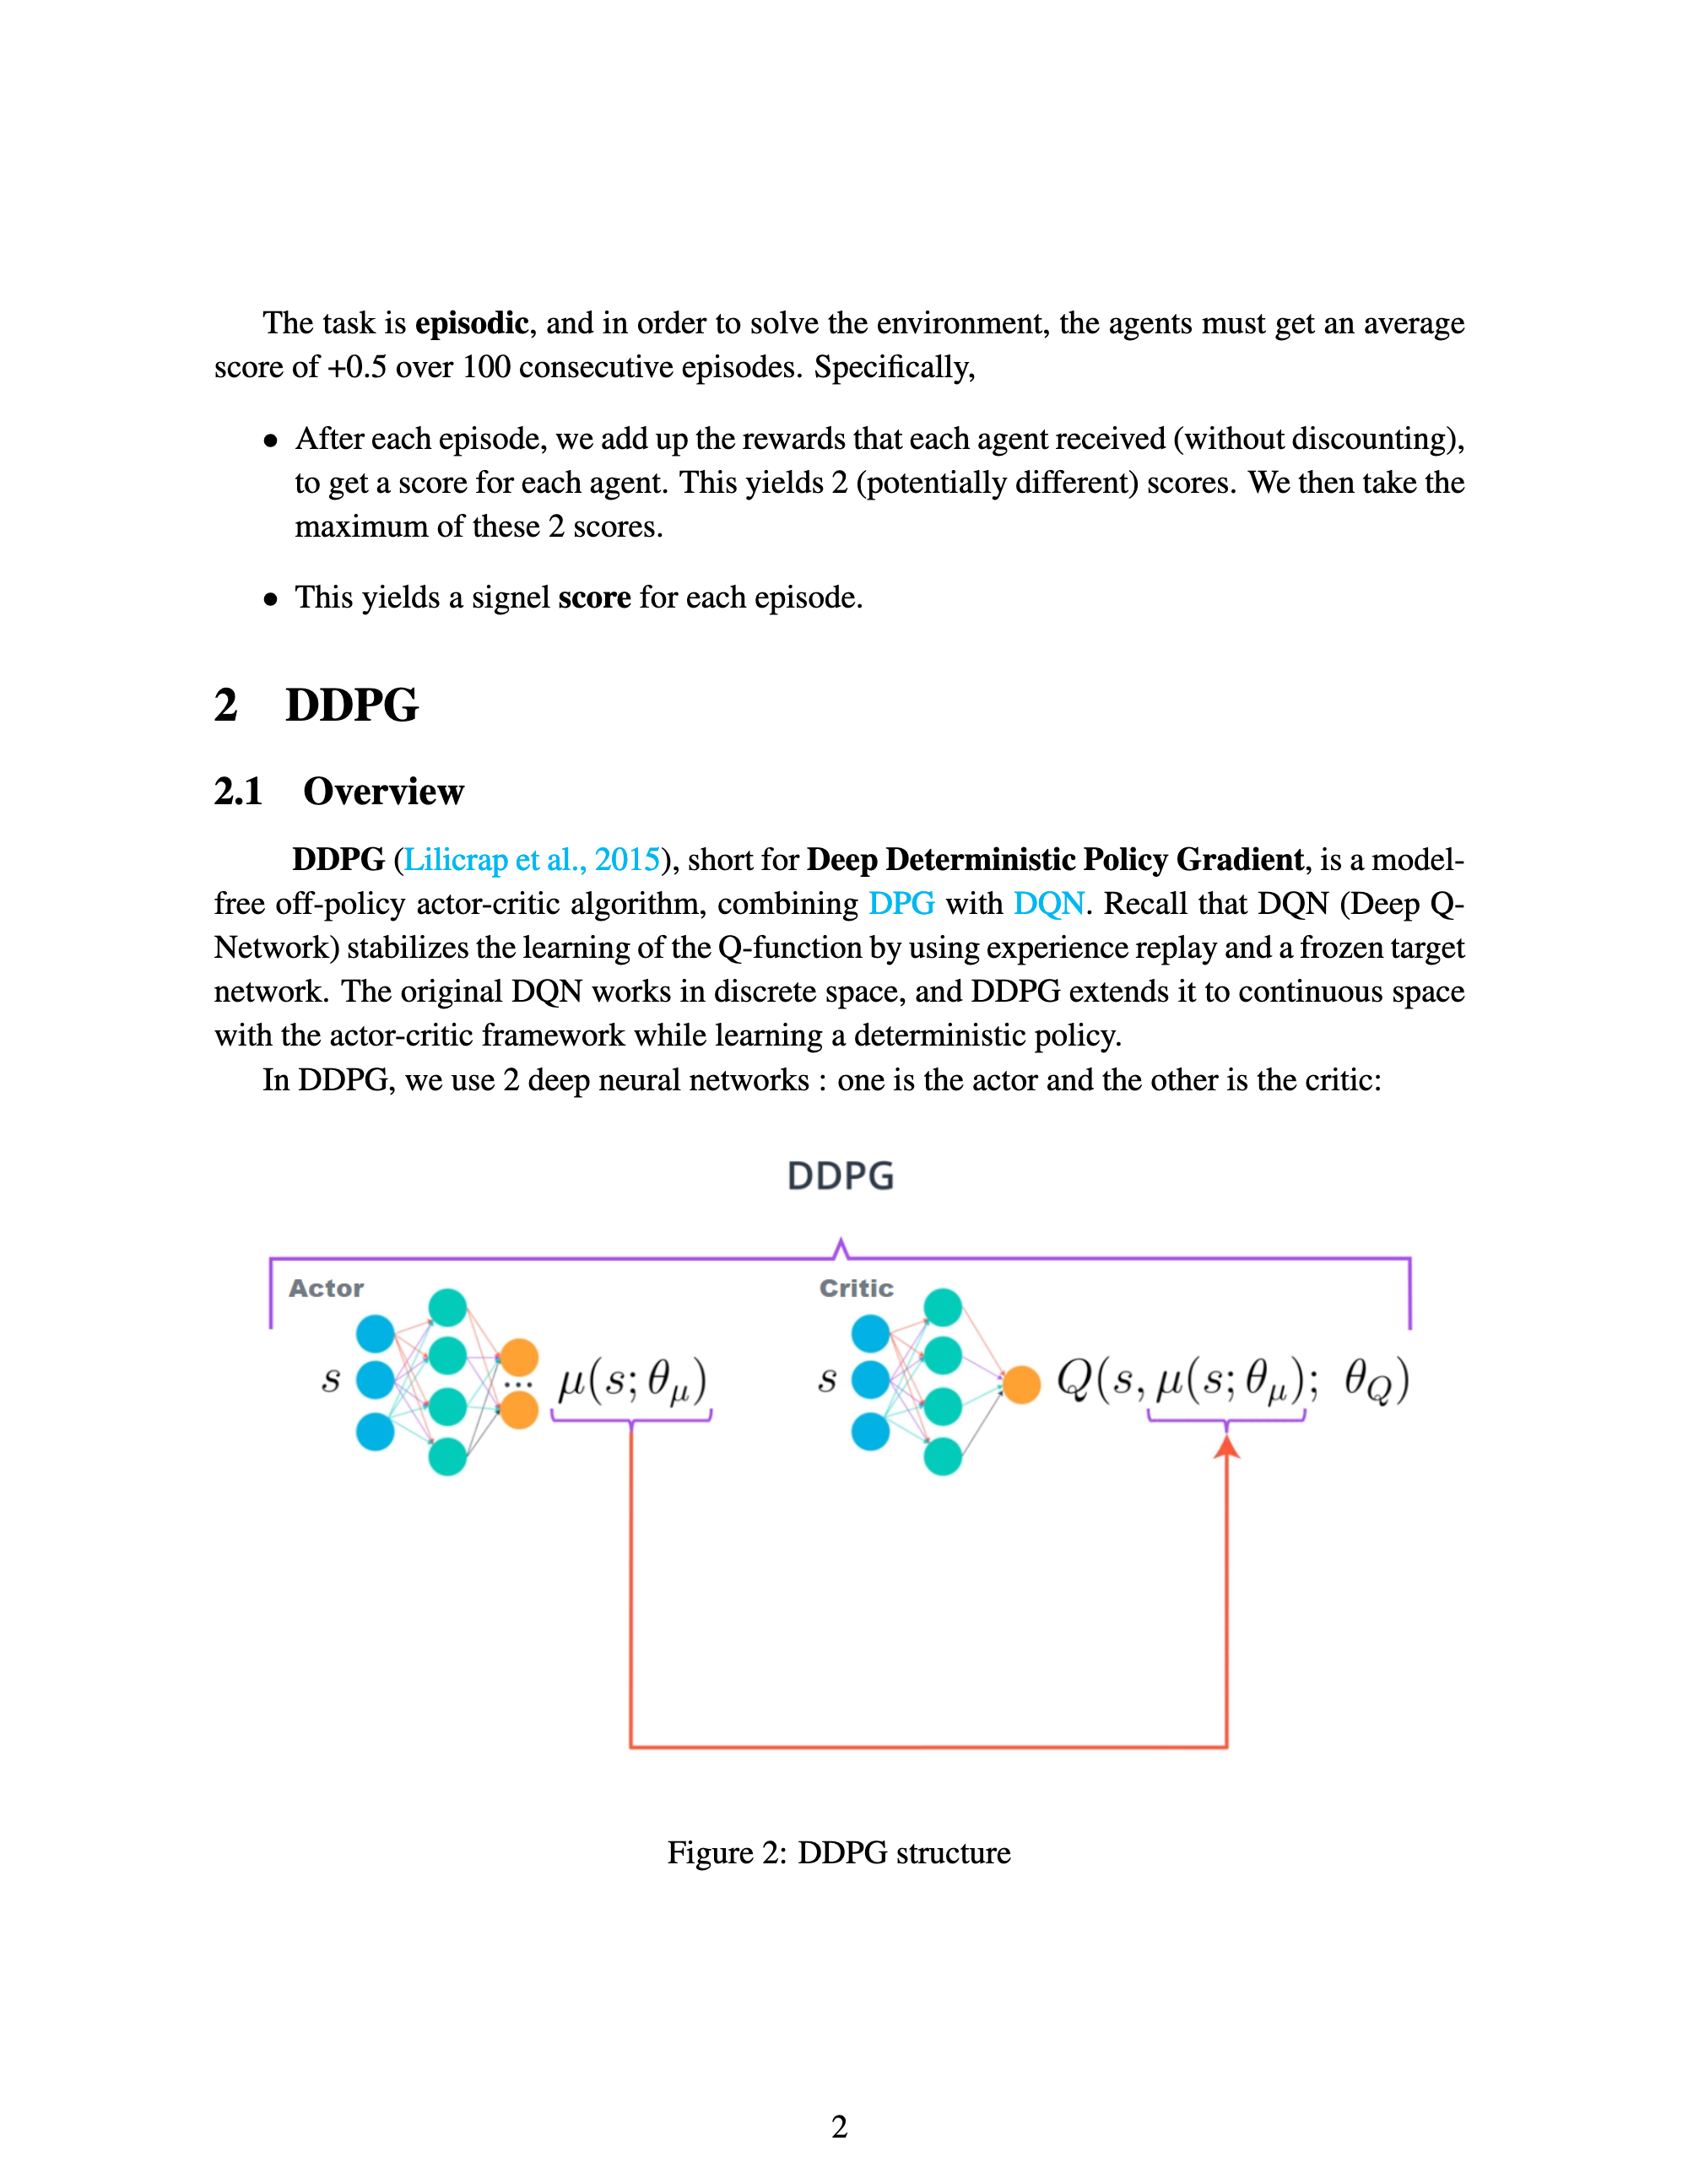 The task is episodic, and in order to solve the environment, the agents must get an average
score of +0.5 over 100 consecutive episodes. Specifically,
• After each episode, we add up the rewards that each agent received (without discounting),
to get a score for each agent. This yields 2 (potentially different) scores. We then take the
maximum of these 2 scores.
• This yields a signel score for each episode.
2 DDPG
2.1 Overview
DDPG (Lilicrap et al., 2015), short for Deep Deterministic Policy Gradient, is a model-
free off-policy actor-critic algorithm, combining DPG with DQN. Recall that DQN (Deep Q-
Network) stabilizes the learning of the Q-function by using experience replay and a frozen target
network. The original DQN works in discrete space, and DDPG extends it to continuous space
with the actor-critic framework while learning a deterministic policy.
In DDPG, we use 2 deep neural networks : one is the actor and the other is the critic:
DDPG
Actor
s ... μ(s; θ_μ)
Critic
s Q(s, μ(s; θ_μ); θ_Q)
Figure 2: DDPG structure
2